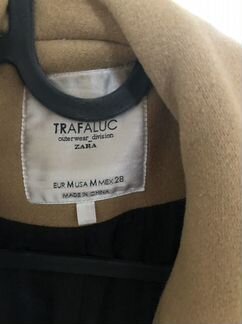 TRAFALUC
outerwear_division
ZARA
EUR M USA M MEX 28
MADE IN CHINA